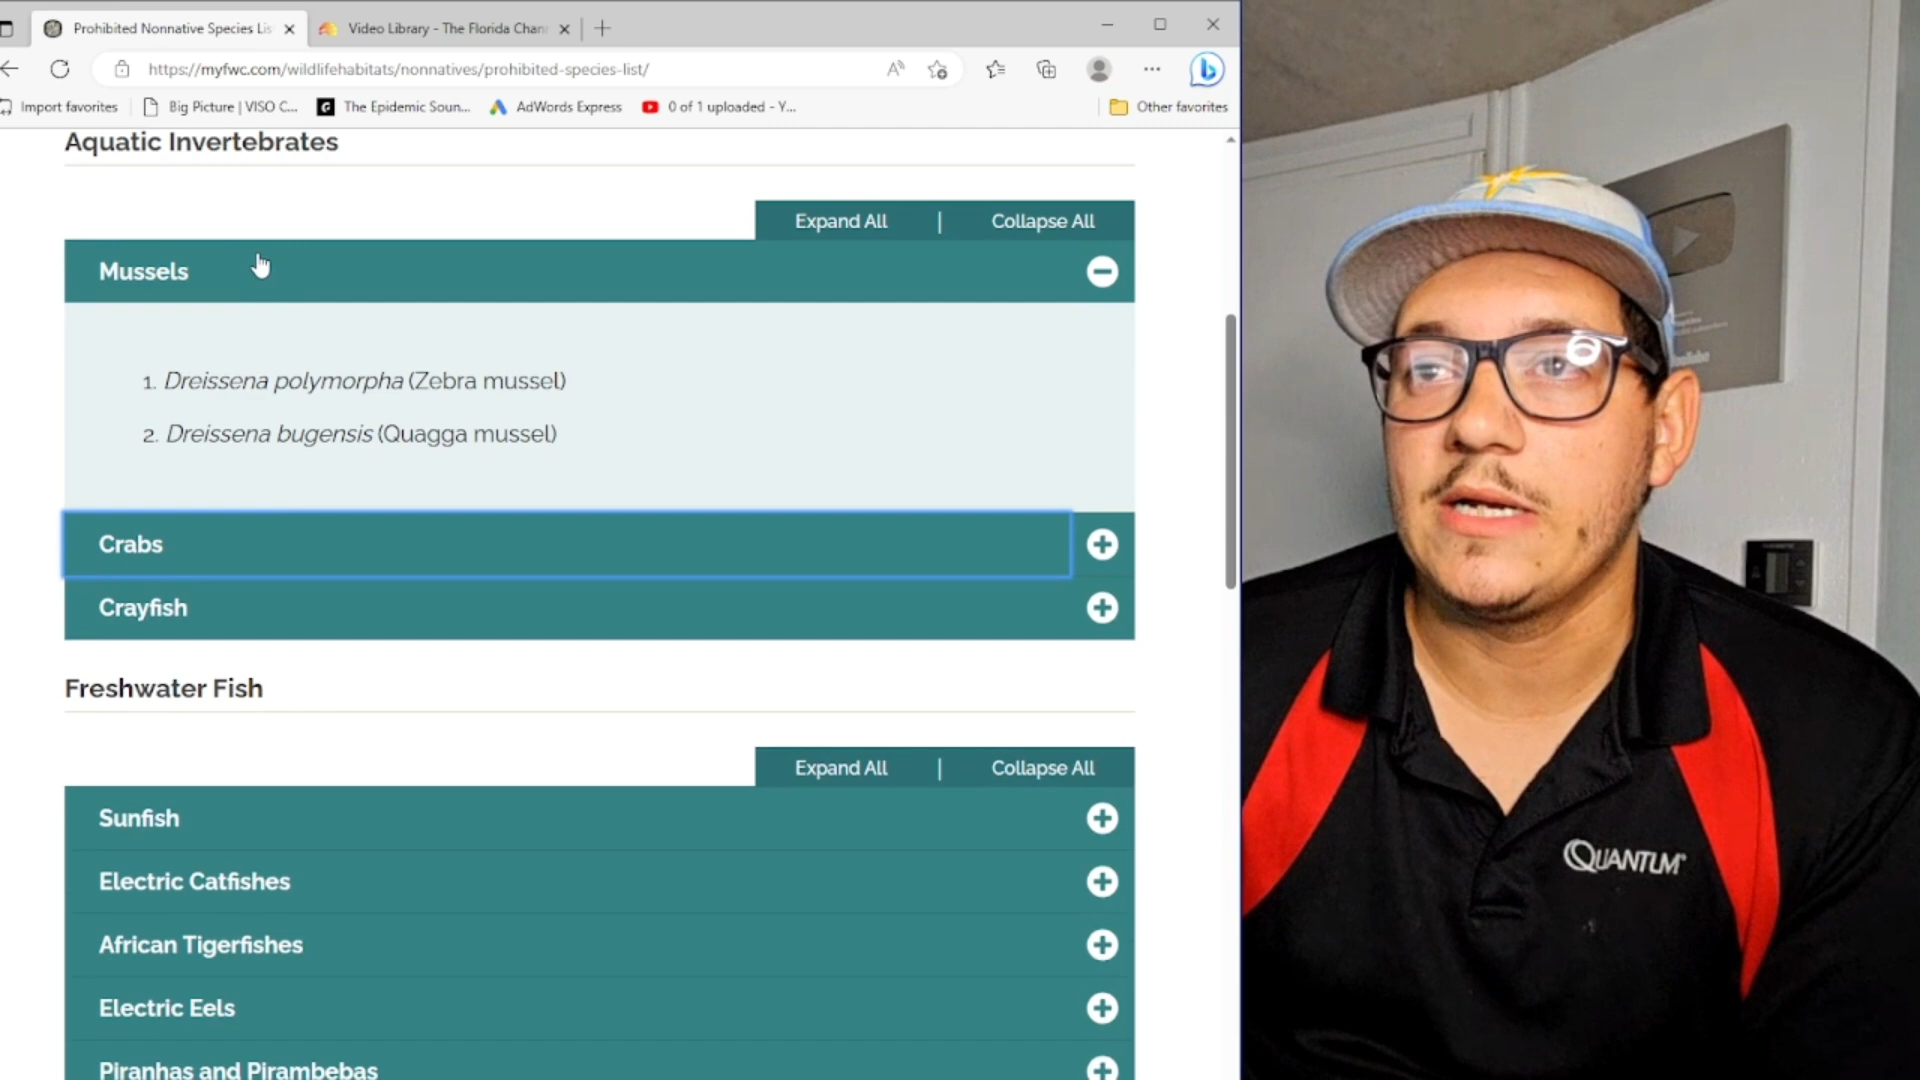 Prohibited Nonnative Species Lis
Video Library - The Florida Chan
https://myfwc.com/wildlifehabitats/nonnatives/prohibited-species-list/
Import favorites
Big Picture | VISO C...
The Epidemic Soun...
AdWords Express
0 of 1 uploaded - Y...
Other favorites
Aquatic Invertebrates
Expand All | Collapse All
Mussels
1. Dreissena polymorpha (Zebra mussel)
2. Dreissena bugensis (Quagga mussel)
Crabs
Crayfish
Freshwater Fish
Expand All | Collapse All
Sunfish
Electric Catfishes
African Tigerfishes
Electric Eels
Piranhas and Pirambebas
QUANTUM